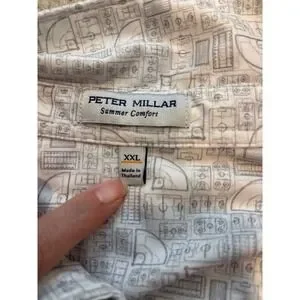 PETER MILLAR
Summer Comfort
XXL
Made in
Thailand